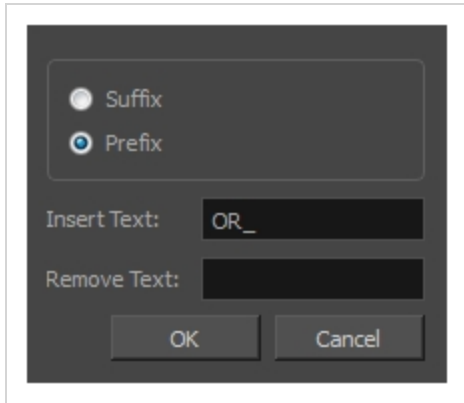 Suffix
Prefix
Insert Text: OR_
Remove Text:
OK Cancel